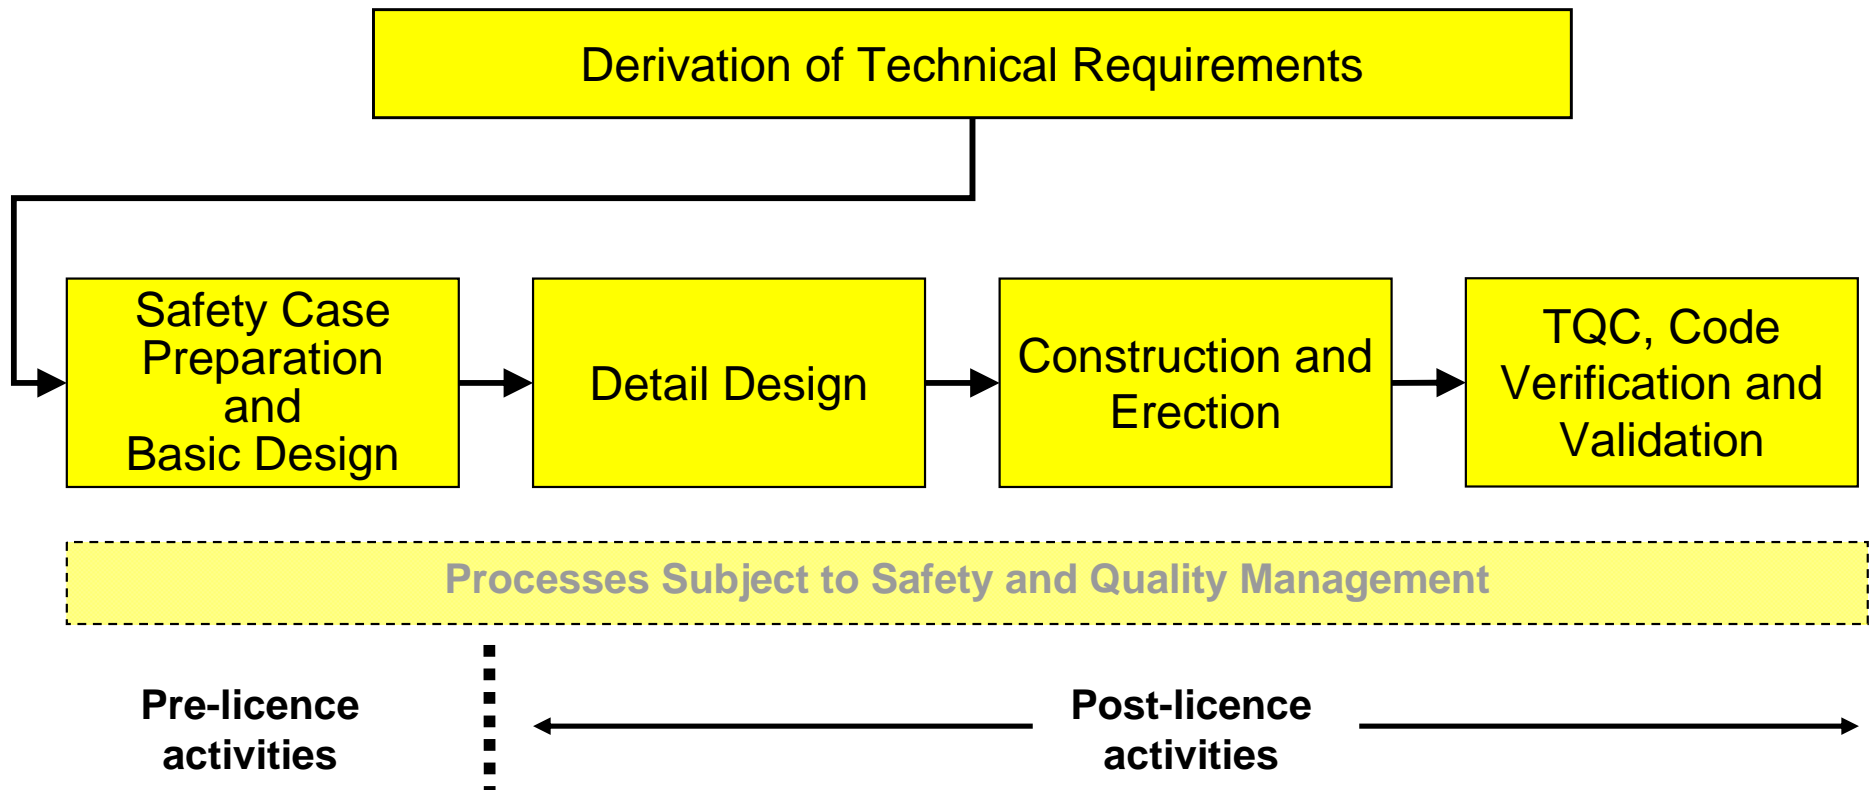 Derivation of Technical Requirements
Safety Case
Preparation
and
Basic Design
Detail Design
Construction and
Erection
TQC, Code
Verification and
Validation
Processes Subject to Safety and Quality Management
Pre-licence
activities
Post-licence
activities